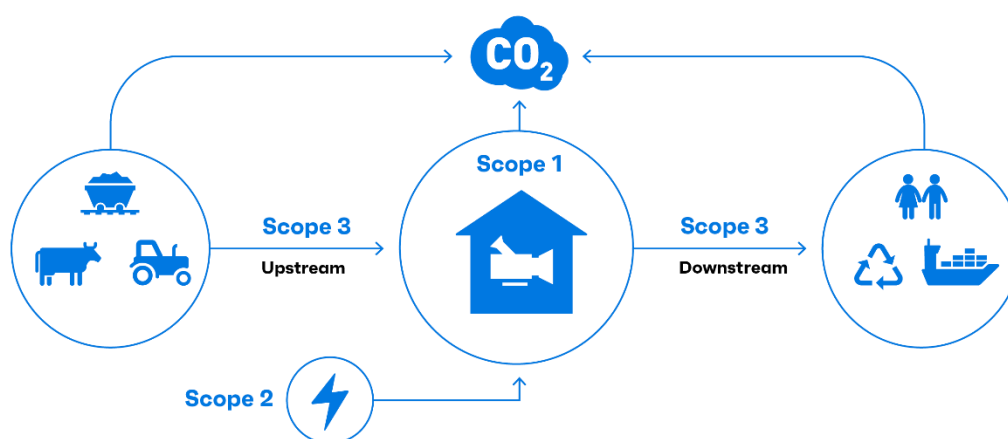 CO₂
Scope 1
Scope 3
Upstream
Scope 3
Downstream
Scope 2